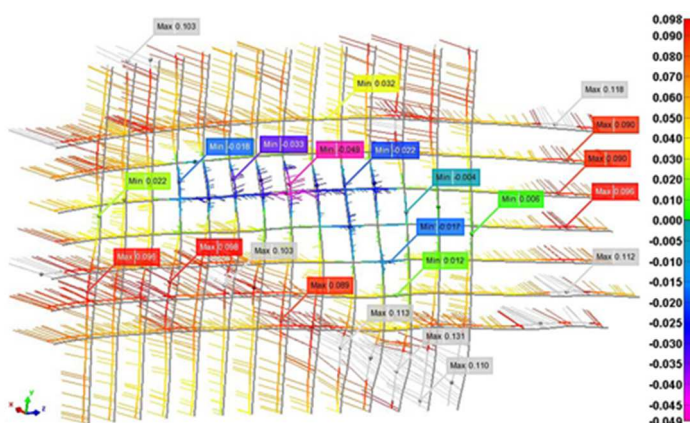 Max 0.103
0.098
0.090
0.080
0.070
0.060
0.050
0.040
0.030
0.020
0.010
0.000
-0.005
-0.010
-0.015
-0.020
-0.025
-0.030
-0.035
-0.040
-0.045
-0.049
Min 0.032
Max 0.118
Max 0.090
Min -0.016
Min -0.033
Min -0.049
Min -0.022
Max 0.090
Min 0.022
Min -0.004
Max 0.095
Min 0.006
Min -0.017
Max 0.095
Max 0.098
Max 0.103
Min 0.012
Max 0.112
Max 0.089
Max 0.113
Max 0.131
Max 0.110
X
Y
Z